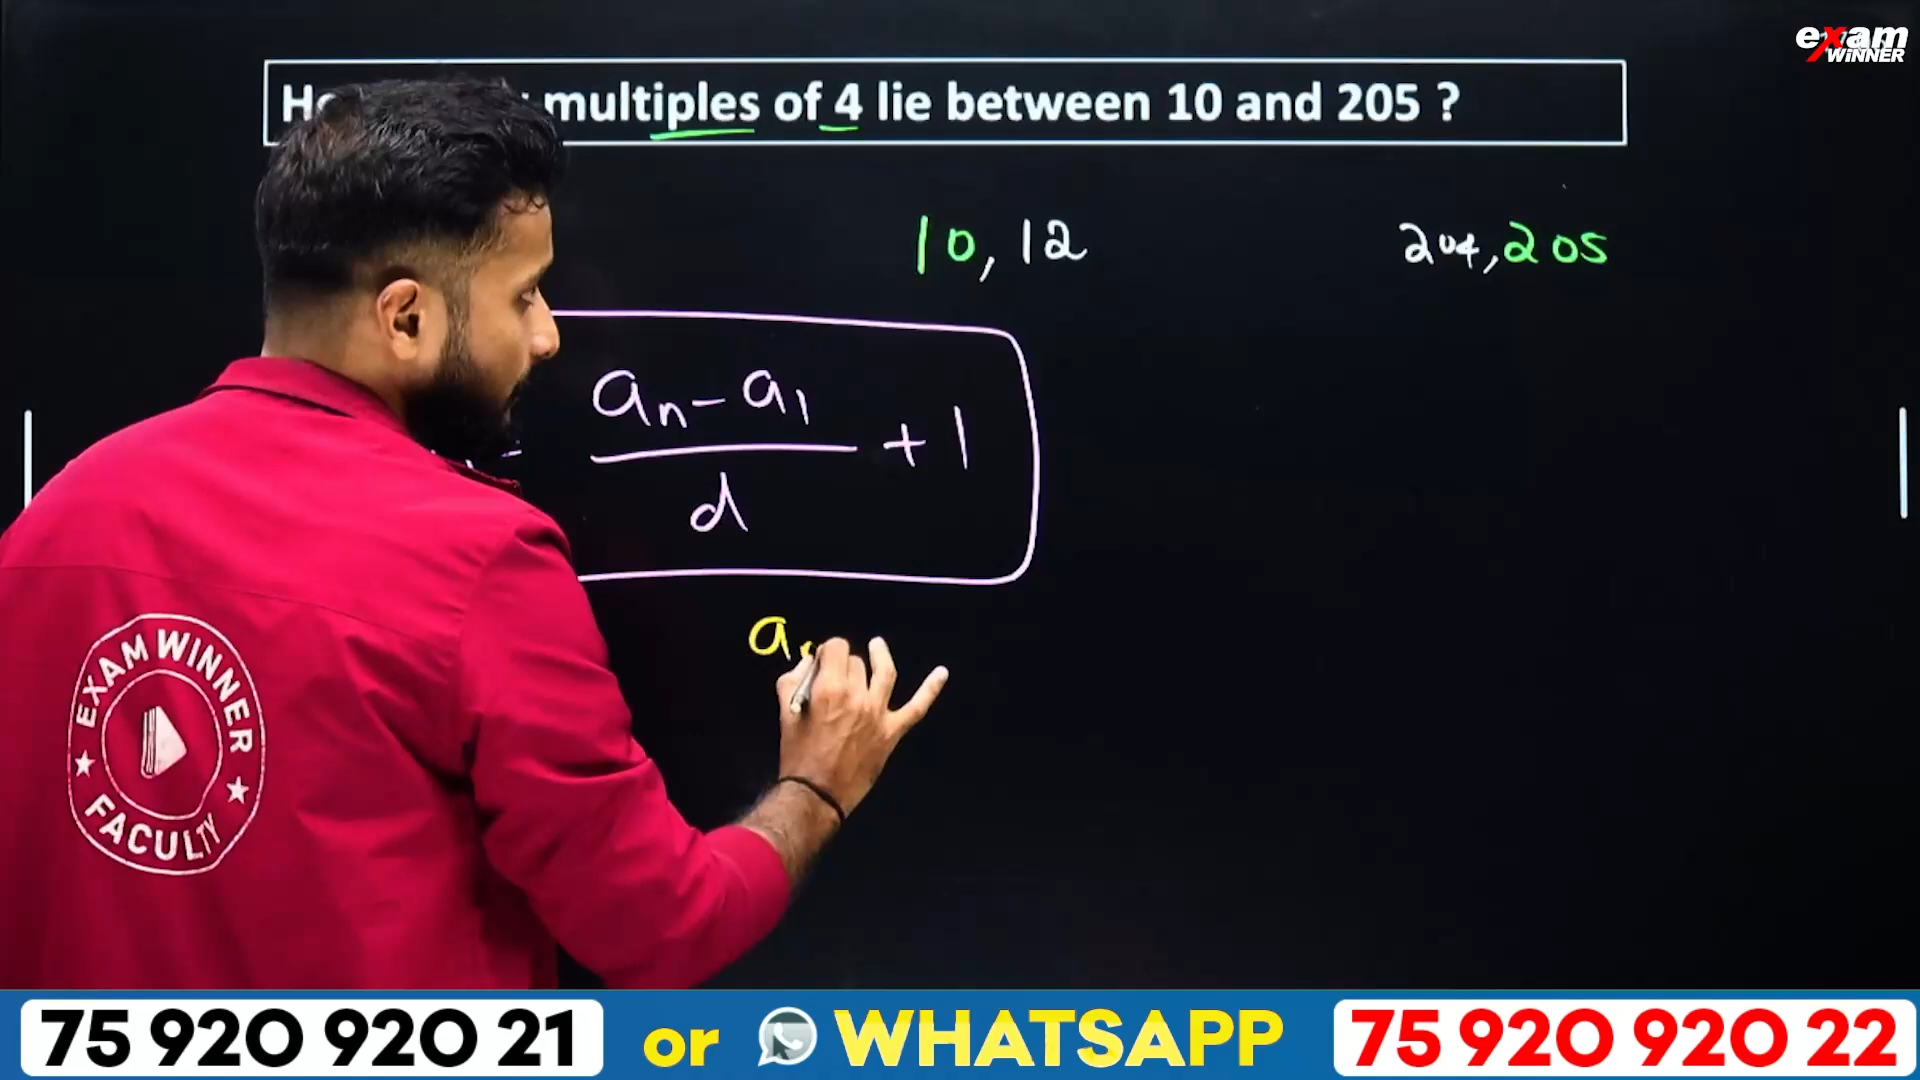 exam
WINNER
multiples of 4 lie between 10 and 205 ?
10, 12
204, 205
aₙ - a₁
+ 1
d
a
EXAM WINNER
FACULTY
75 920 920 21 or WHATSAPP 75 920 920 22